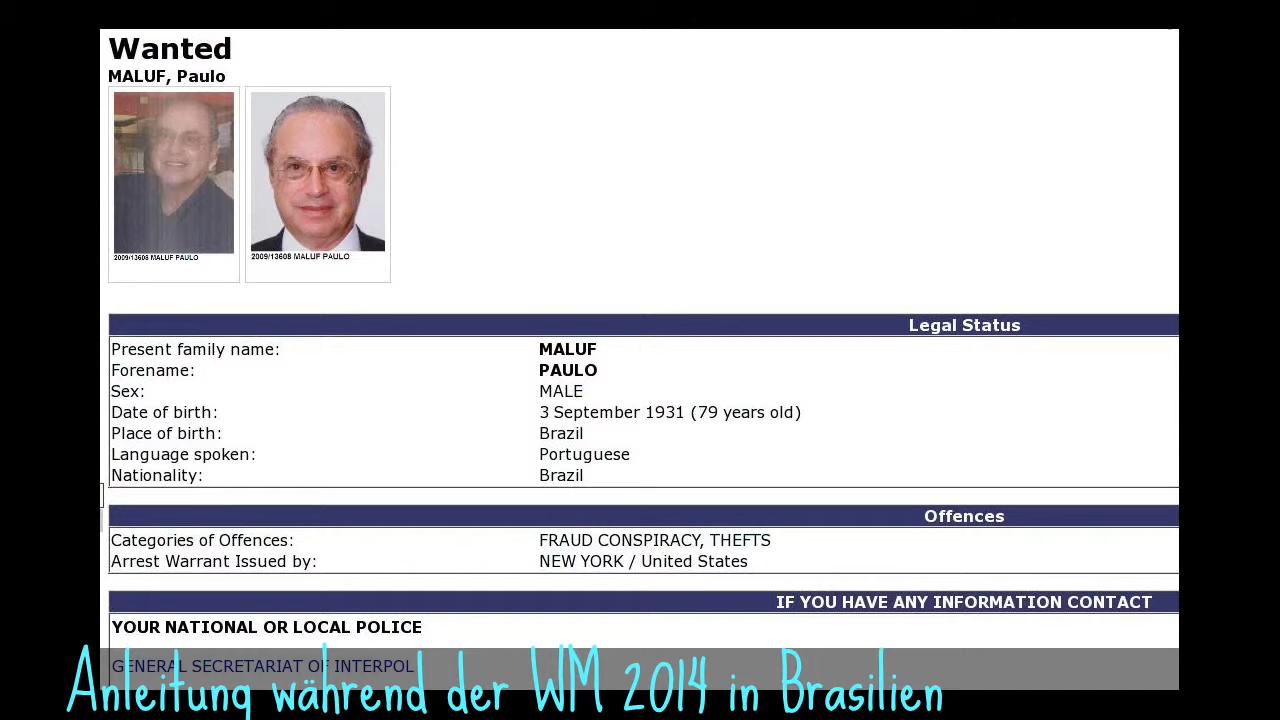 Wanted
MALUF, Paulo
2009/13608 MALUF PAULO
2009/13608 MALUF PAULO
Legal Status
Present family name: MALUF
Forename: PAULO
Sex: MALE
Date of birth: 3 September 1931 (79 years old)
Place of birth: Brazil
Language spoken: Portuguese
Nationality: Brazil
Offences
Categories of Offences: FRAUD CONSPIRACY, THEFTS
Arrest Warrant Issued by: NEW YORK / United States
IF YOU HAVE ANY INFORMATION CONTACT
YOUR NATIONAL OR LOCAL POLICE
GENERAL SECRETARIAT OF INTERPOL
Anleitung während der WM 2014 in Brasilien